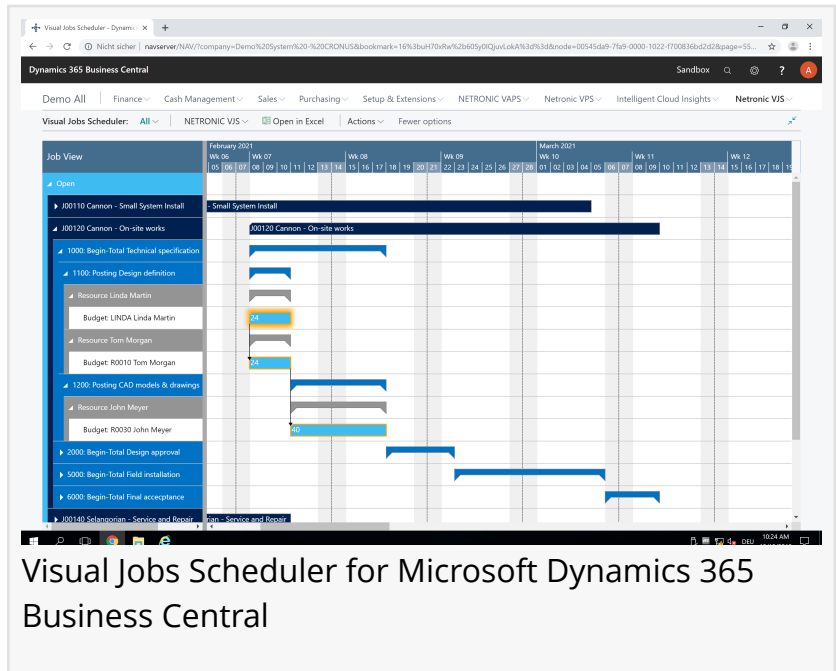 Visual Jobs Scheduler - Dynamic
Nicht sicher | navserver/NAV/?company=Demo%20System%20-%20CRONUS&bookmark=16%3buH70xRw%2b60Sy0lQjuvLokA%3d%3d&node=00545da9-7fa9-0000-1022-f700836bd2d2&page=55...
Dynamics 365 Business Central Sandbox ? A
Demo All Finance Cash Management Sales Purchasing Setup & Extensions NETRONIC VAPS Netronic VPS Intelligent Cloud Insights Netronic VJS
Visual Jobs Scheduler: All NETRONIC VJS Open in Excel Actions Fewer options
February 2021 March 2021
Job View Wk 06 Wk 07 Wk 08 Wk 09 Wk 10 Wk 11 Wk 12
05 06 07 08 09 10 11 12 13 14 15 16 17 18 19 20 21 22 23 24 25 26 27 28 01 02 03 04 05 06 07 08 09 10 11 12 13 14 15 16 17 18
Open
J00110 Cannon - Small System Install - Small System Install
J00120 Cannon - On-site works J00120 Cannon - On-site works
1000: Begin-Total Technical specification
1100: Posting Design definition
Resource Linda Martin
Budget: LINDA Linda Martin 24
Resource Tom Morgan
Budget: R0010 Tom Morgan 24
1200: Posting CAD models & drawings
Resource John Meyer
Budget: R0030 John Meyer 40
2000: Begin-Total Design approval
5000: Begin-Total Field installation
6000: Begin-Total Final accecptance
J00140 Selangorian - Service and Repair rian - Service and Repair
DEU 10:24 AM
Visual Jobs Scheduler for Microsoft Dynamics 365
Business Central